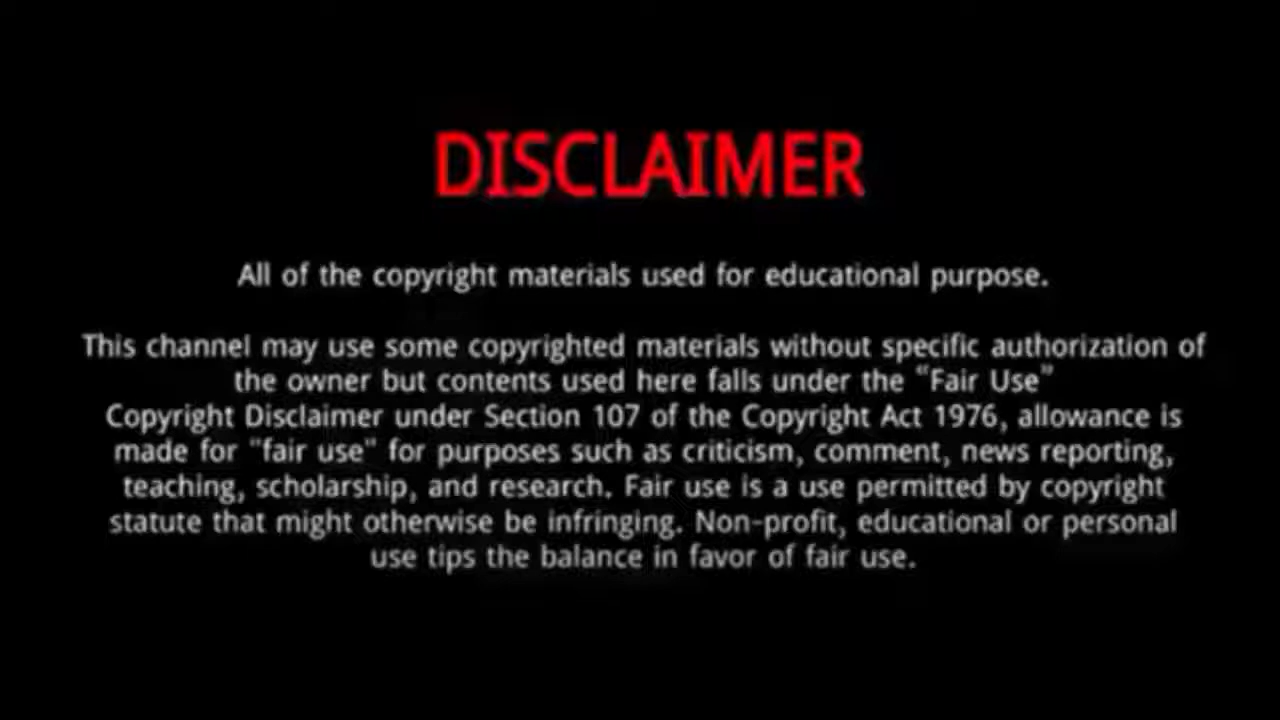 DISCLAIMER
All of the copyright materials used for educational purpose.
This channel may use some copyrighted materials without specific authorization of
the owner but contents used here falls under the “Fair Use”
Copyright Disclaimer under Section 107 of the Copyright Act 1976, allowance is
made for "fair use" for purposes such as criticism, comment, news reporting,
teaching, scholarship, and research. Fair use is a use permitted by copyright
statute that might otherwise be infringing. Non-profit, educational or personal
use tips the balance in favor of fair use.